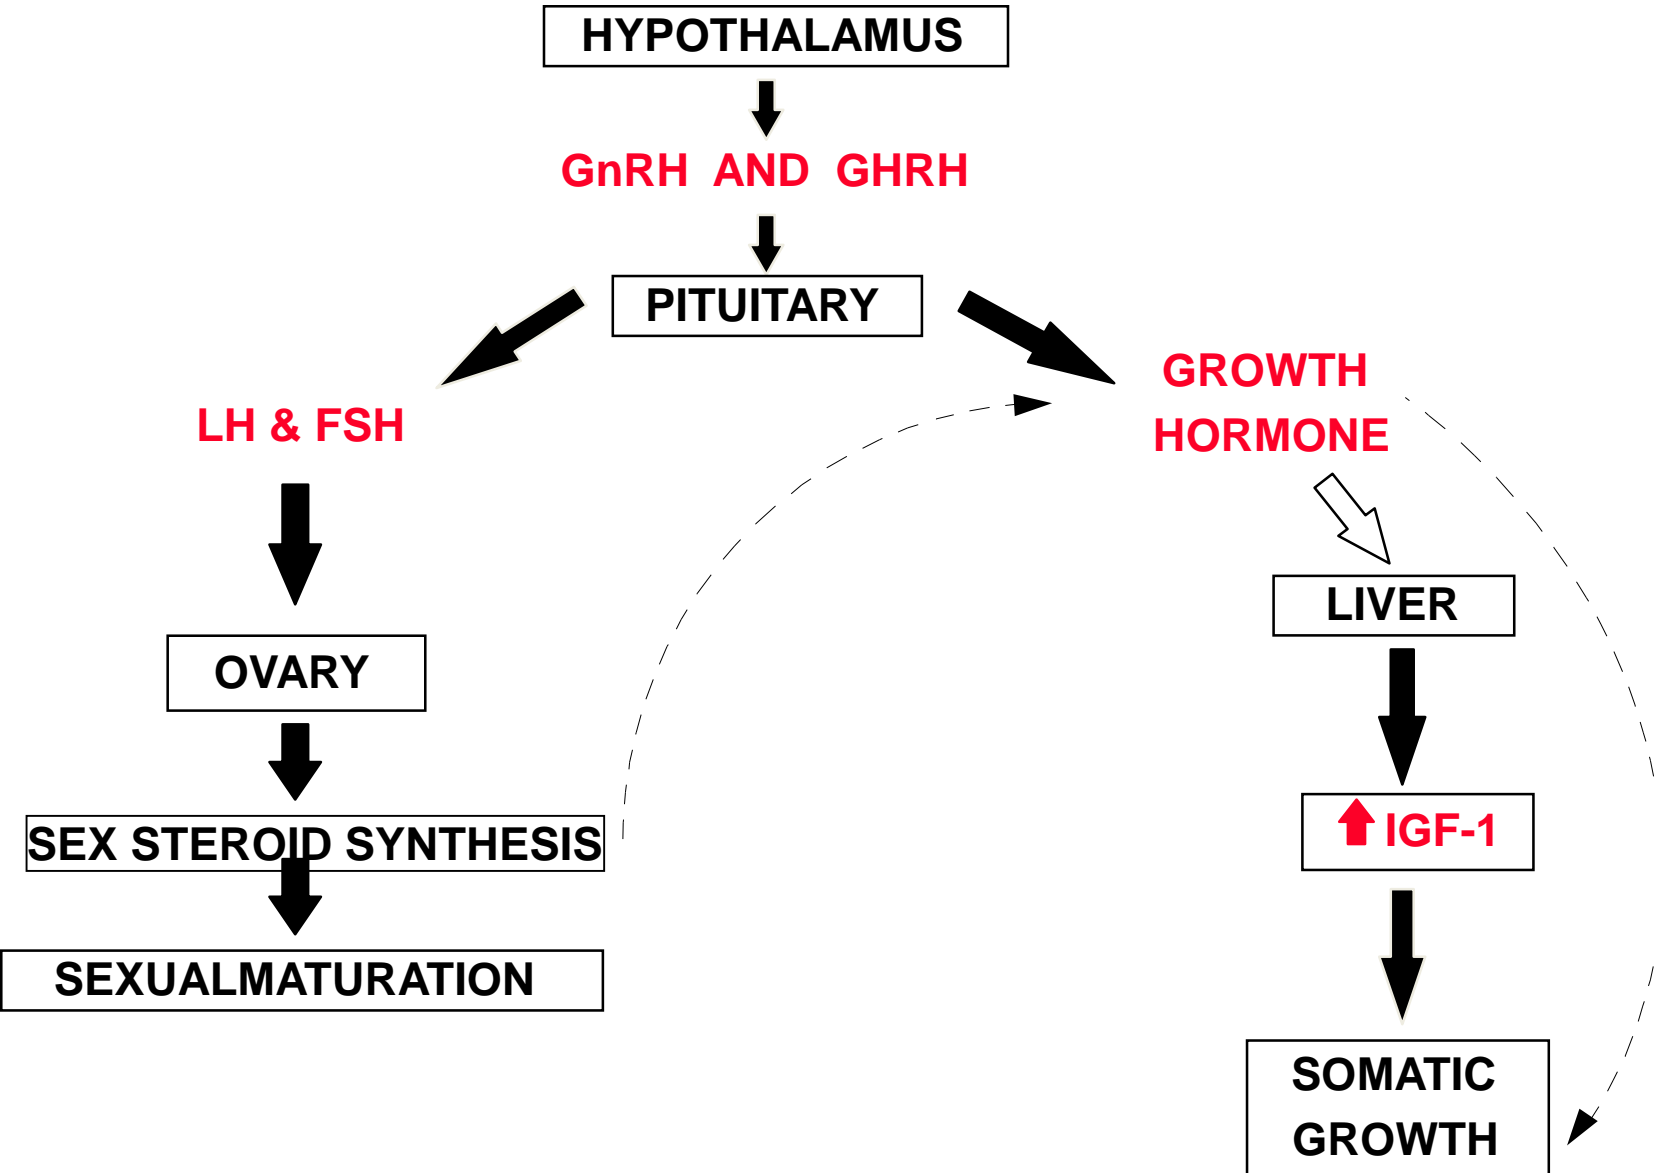 HYPOTHALAMUS
GnRH AND GHRH
PITUITARY
GROWTH
HORMONE
LH & FSH
LIVER
OVARY
SEX STEROID SYNTHESIS
IGF-1
SEXUALMATURATION
SOMATIC
GROWTH